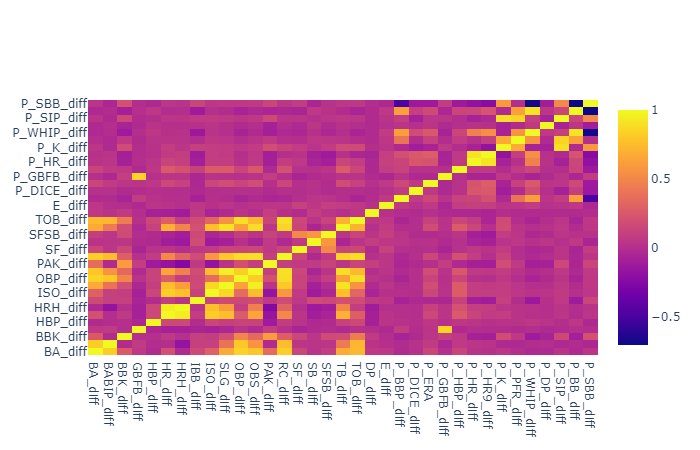 P_SBB_diff
P_SIP_diff
P_WHIP_diff
P_K_diff
P_HR_diff
P_GBFB_diff
P_DICE_diff
E_diff
TOB_diff
SFSB_diff
SF_diff
PAK_diff
OBP_diff
ISO_diff
HRH_diff
HBP_diff
BBK_diff
BA_diff
BA_diff
BABIP_diff
BBK_diff
GBFB_diff
HBP_diff
HR_diff
HRH_diff
IBB_diff
ISO_diff
SLG_diff
OBP_diff
OBS_diff
PAK_diff
RC_diff
SF_diff
SB_diff
SFSB_diff
TB_diff
TOB_diff
DP_diff
E_diff
P_BBP_diff
P_DICE_diff
P_ERA
P_GBFB_diff
P_HBP_diff
P_HR_diff
P_HR9_diff
P_K_diff
P_PFR_diff
P_WHIP_diff
P_DP_diff
P_SIP_diff
P_BB_diff
P_SBB_diff
1
0.5
0
−0.5